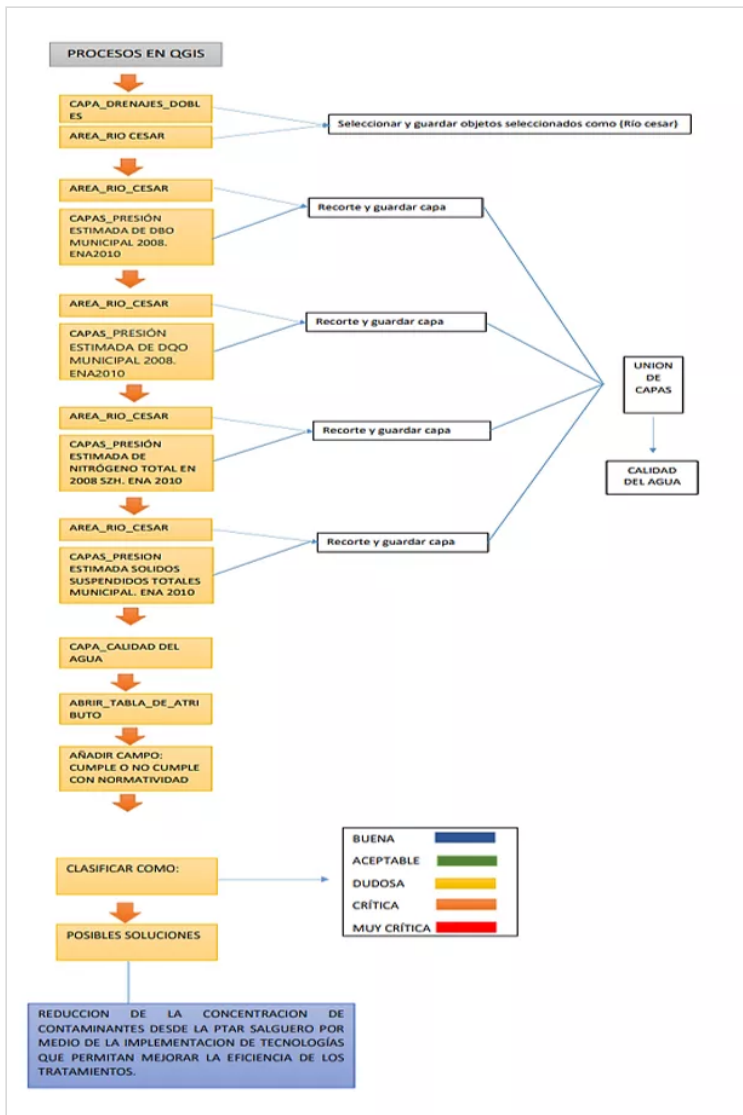 PROCESOS EN QGIS
CAPA_DRENAJES_DOBL
ES
AREA_RIO CESAR
Seleccionar y guardar objetos seleccionados como (Río cesar)
AREA_RIO_CESAR
CAPAS_PRESIÓN
ESTIMADA DE DBO
MUNICIPAL 2008.
ENA2010
Recorte y guardar capa
AREA_RIO_CESAR
CAPAS_PRESIÓN
ESTIMADA DE DQO
MUNICIPAL 2008.
ENA2010
Recorte y guardar capa
AREA_RIO_CESAR
CAPAS_PRESIÓN
ESTIMADA DE
NITRÓGENO TOTAL EN
2008 SZH. ENA 2010
Recorte y guardar capa
AREA_RIO_CESAR
CAPAS_PRESION
ESTIMADA SOLIDOS
SUSPENDIDOS TOTALES
MUNICIPAL. ENA 2010
Recorte y guardar capa
UNION
DE
CAPAS
CALIDAD
DEL AGUA
CAPA_CALIDAD DEL
AGUA
ABRIR_TABLA_DE_ATRI
BUTO
AÑADIR CAMPO:
CUMPLE O NO CUMPLE
CON NORMATIVIDAD
CLASIFICAR COMO:
BUENA
ACEPTABLE
DUDOSA
CRÍTICA
MUY CRÍTICA
POSIBLES SOLUCIONES
REDUCCION DE LA CONCENTRACION DE
CONTAMINANTES DESDE LA PTAR SALGUERO POR
MEDIO DE LA IMPLEMENTACION DE TECNOLOGÍAS
QUE PERMITAN MEJORAR LA EFICIENCIA DE LOS
TRATAMIENTOS.